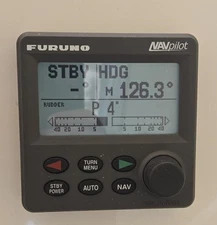 FURUNO NAVpilot
STBY HDG
-° M 126.3°
RUDDER
P 4°
TURN
MENU
STBY
POWER
AUTO
NAV